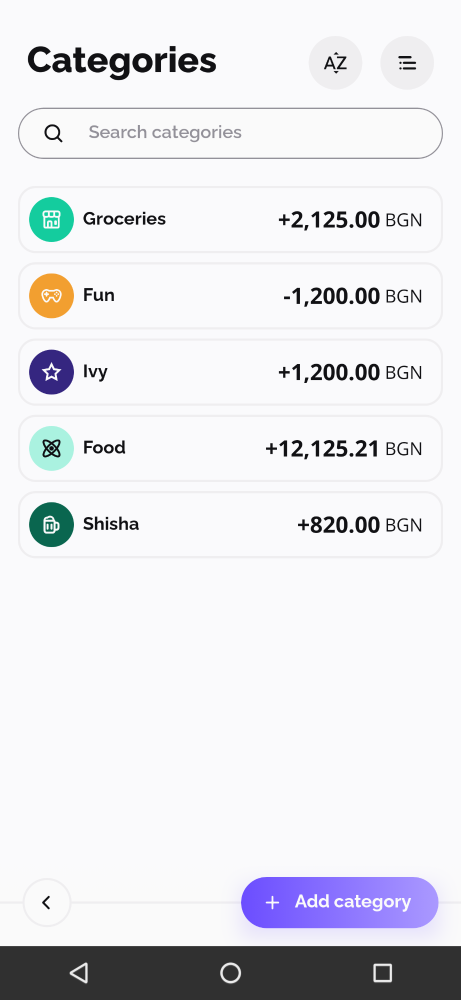 Categories
AZ
Search categories
Groceries +2,125.00 BGN
Fun -1,200.00 BGN
Ivy +1,200.00 BGN
Food +12,125.21 BGN
Shisha +820.00 BGN
+ Add category